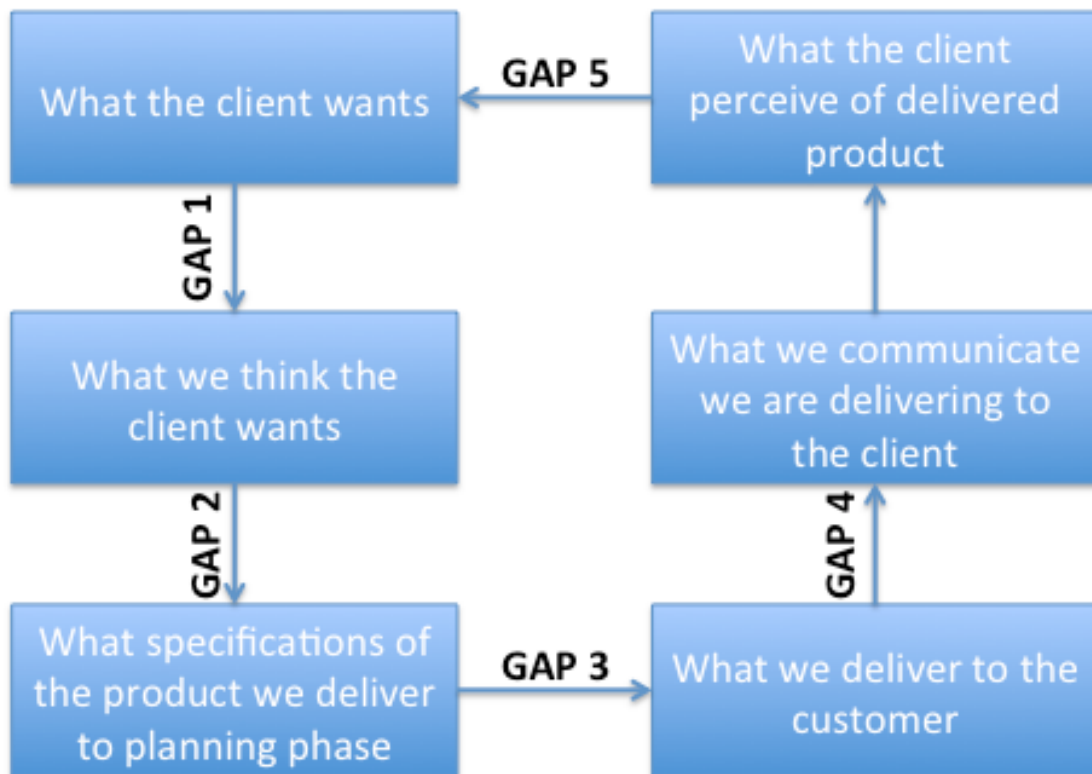 What the client wants
GAP 5
What the client
perceive of delivered
product
GAP 1
What we think the
client wants
What we communicate
we are delivering to
the client
GAP 2
GAP 4
What specifications of
the product we deliver
to planning phase
GAP 3
What we deliver to the
customer